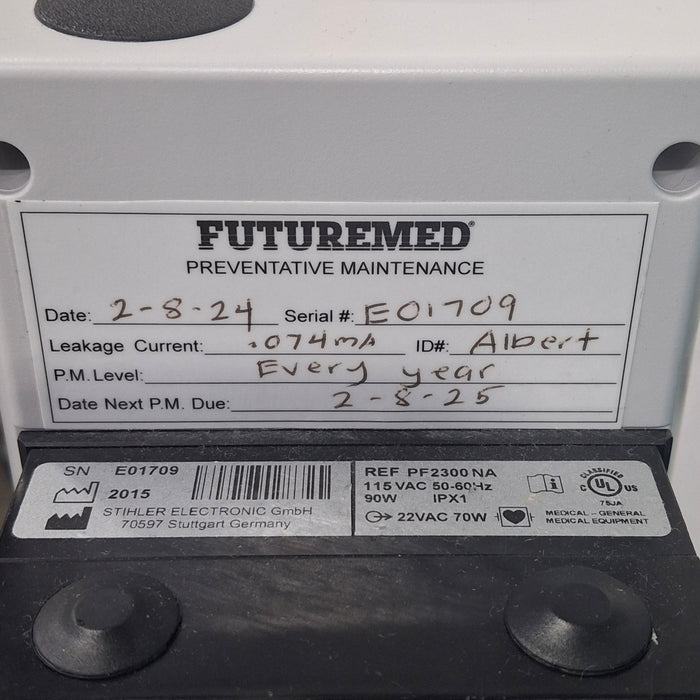 FUTUREMED®
PREVENTATIVE MAINTENANCE
Date: 2-8-24 Serial #: E01709
Leakage Current: .074mA ID#: Albert
P.M. Level: Every year
Date Next P.M. Due: 2-8-25
SN E01709
2015
STIHLER ELECTRONIC GmbH
70597 Stuttgart Germany
REF PF2300NA
115 VAC 50-60Hz
90W IPX1
22VAC 70W
CLASSIFIED
C UL US
75JA
MEDICAL - GENERAL
MEDICAL EQUIPMENT